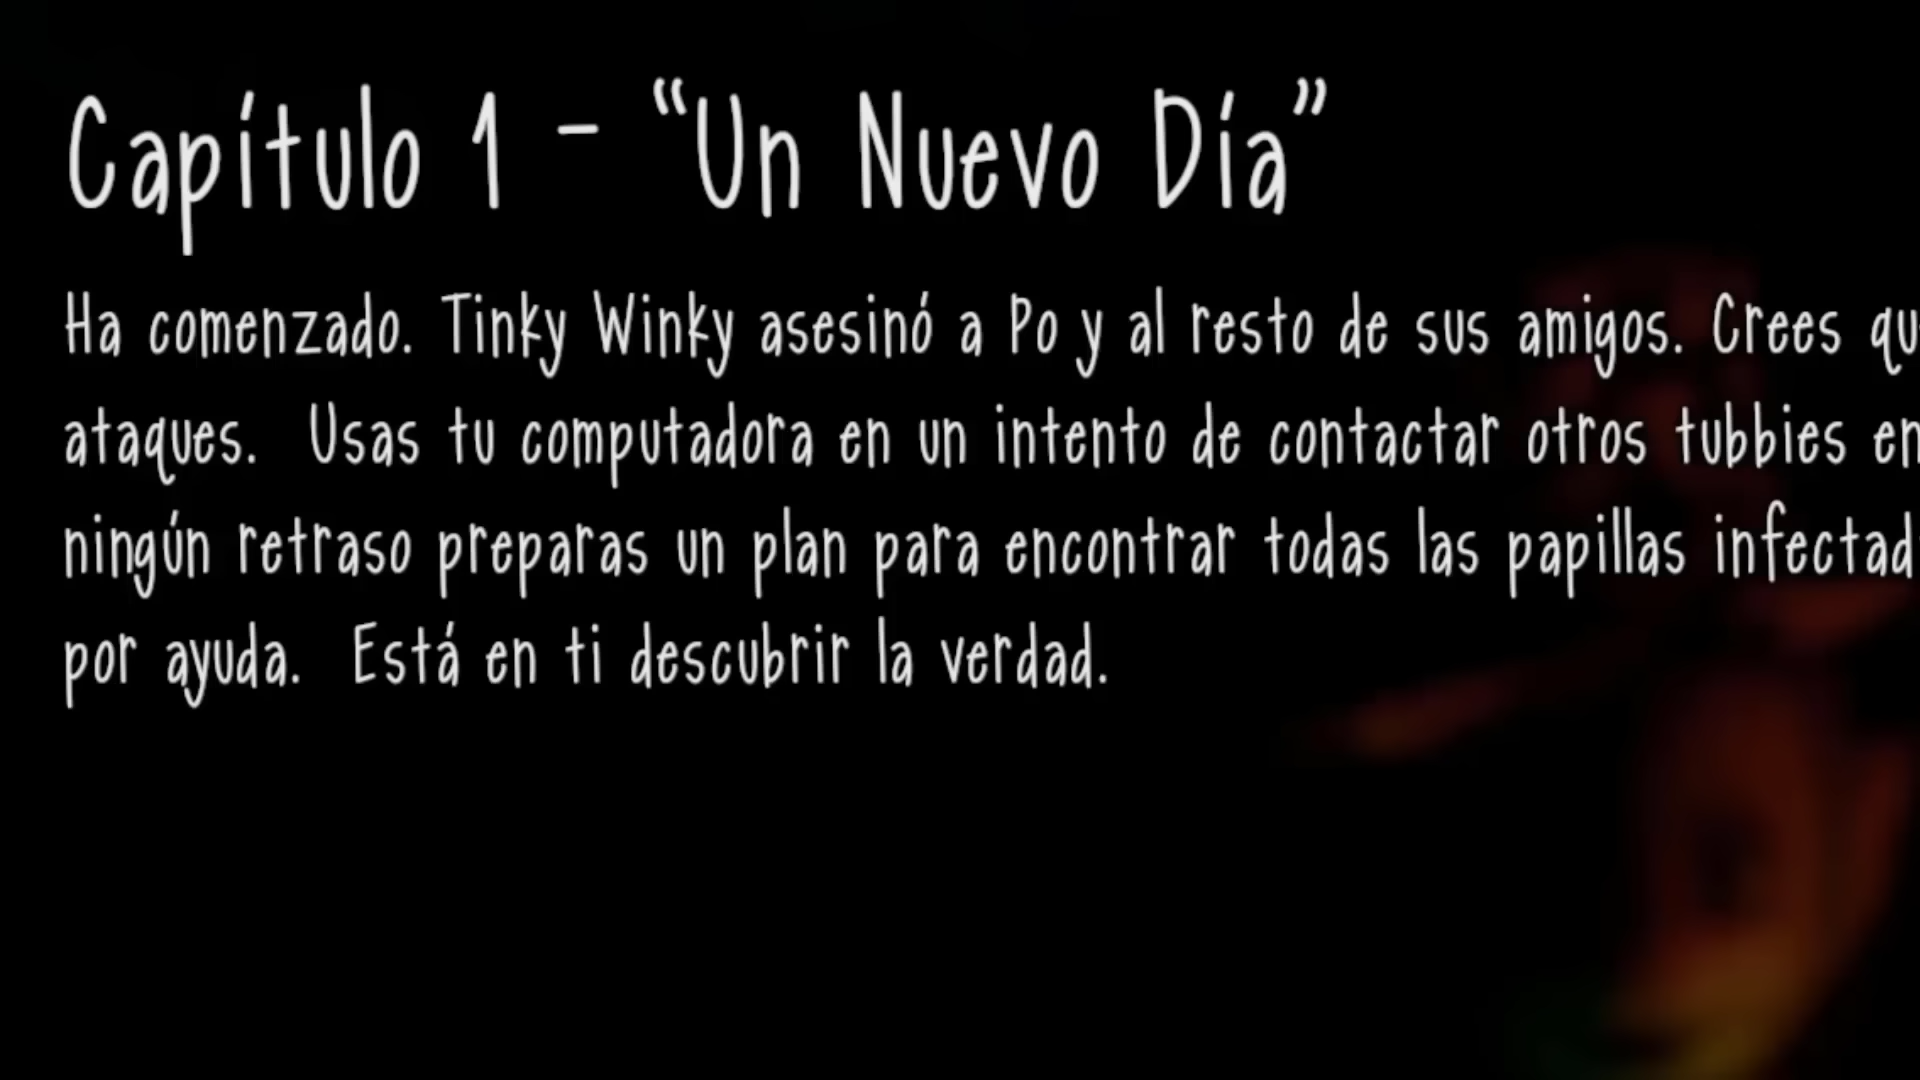 Capítulo 1 - “Un Nuevo Día”
Ha comenzado. Tinky Winky asesinó a Po y al resto de sus amigos. Crees
ataques. Usas tu computadora en un intento de contactar otros tubbies
ningún retraso preparas un plan para encontrar todas las papillas
por ayuda. Está en ti descubrir la verdad.